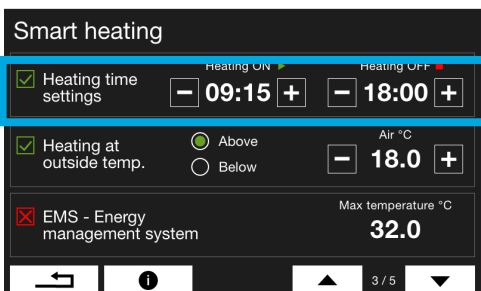 Smart heating
Heating ON Heating OFF
Heating time
settings
− 09:15 + − 18:00 +
Heating at
outside temp.
Above
Below
Air °C
− 18.0 +
EMS - Energy
management system
Max temperature °C
32.0
i 3 / 5